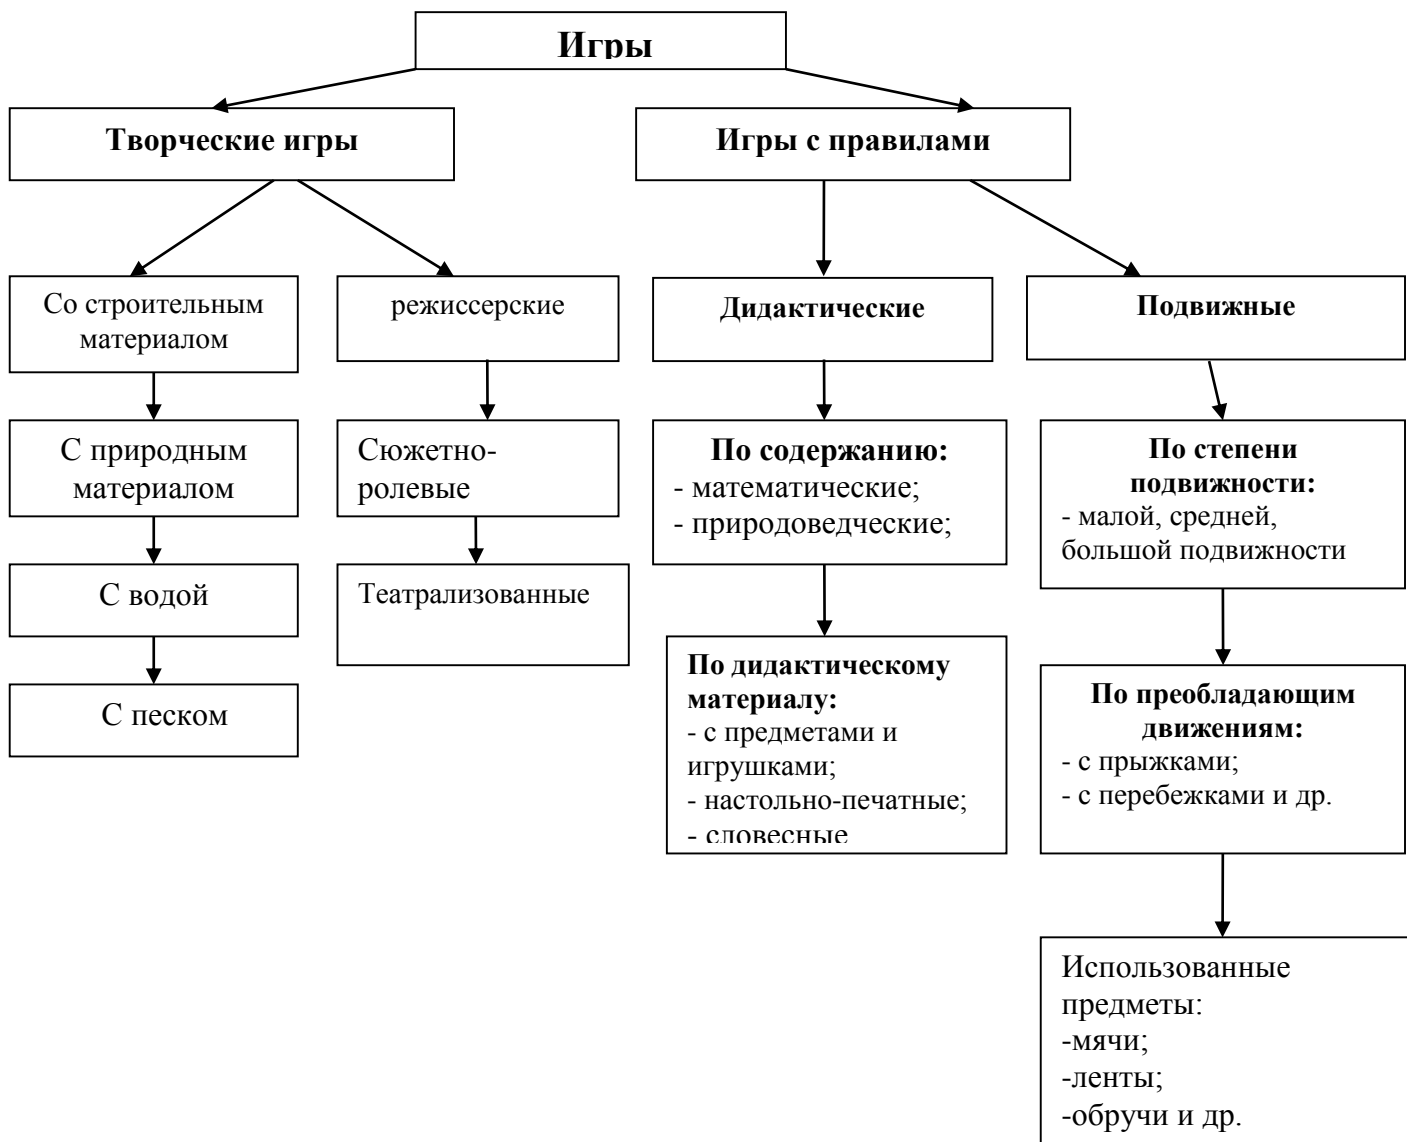 Игры
Творческие игры
Игры с правилами
Со строительным
материалом
режиссерские
Дидактические
Подвижные
С природным
материалом
Сюжетно-
ролевые
По содержанию:
- математические;
- природоведческие;
По степени
подвижности:
- малой, средней,
большой подвижности
С водой
Театрализованные
По дидактическому
материалу:
- с предметами и
игрушками;
- настольно-печатные;
- словесные
По преобладающим
движениям:
- с прыжками;
- с перебежками и др.
С песком
Использованные
предметы:
-мячи;
-ленты;
-обручи и др.